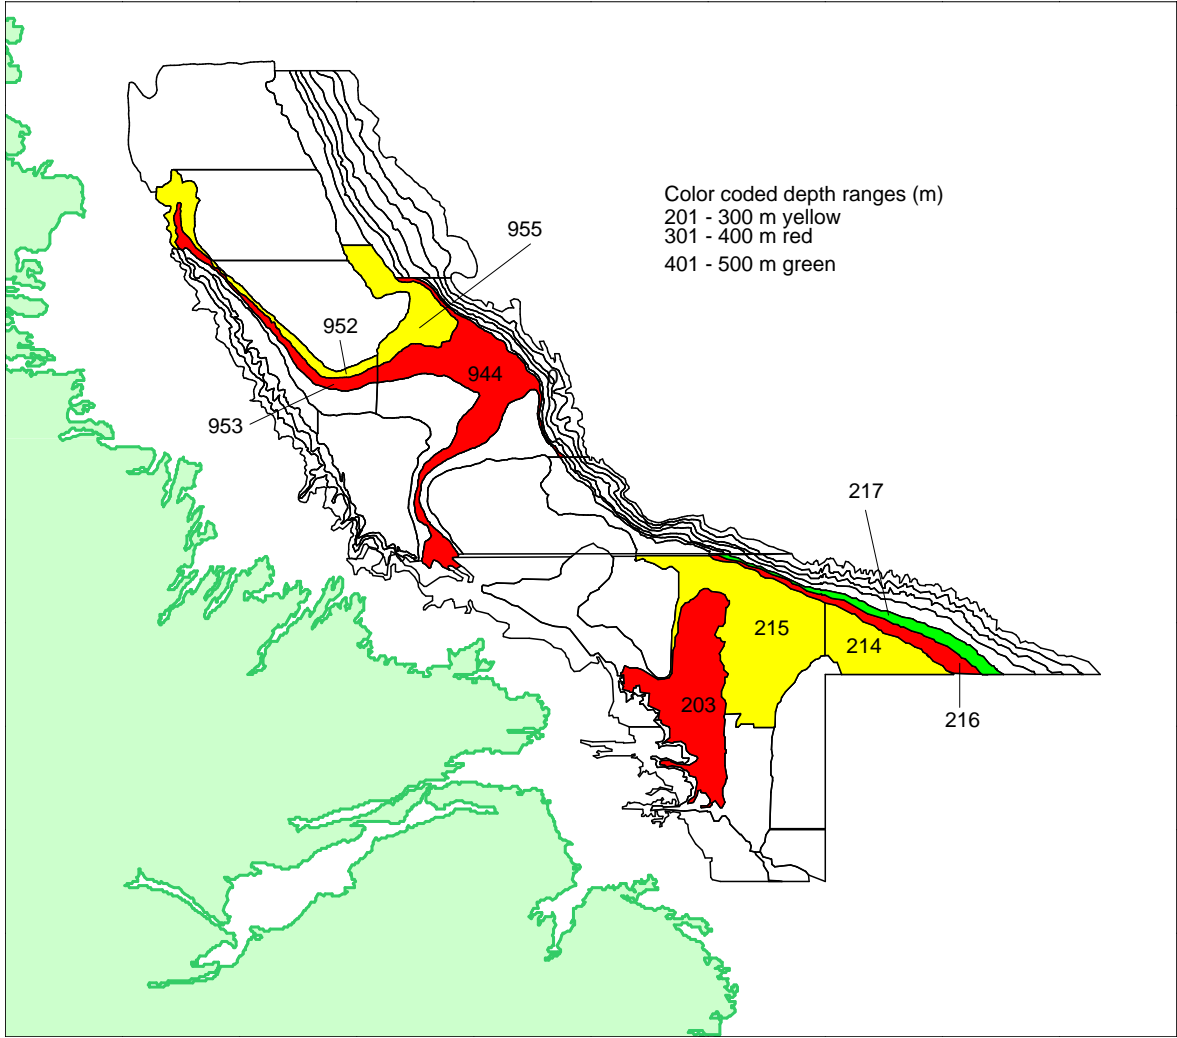 Color coded depth ranges (m)
201 - 300 m yellow
301 - 400 m red
401 - 500 m green
955
952
944
953
217
215
214
203
216